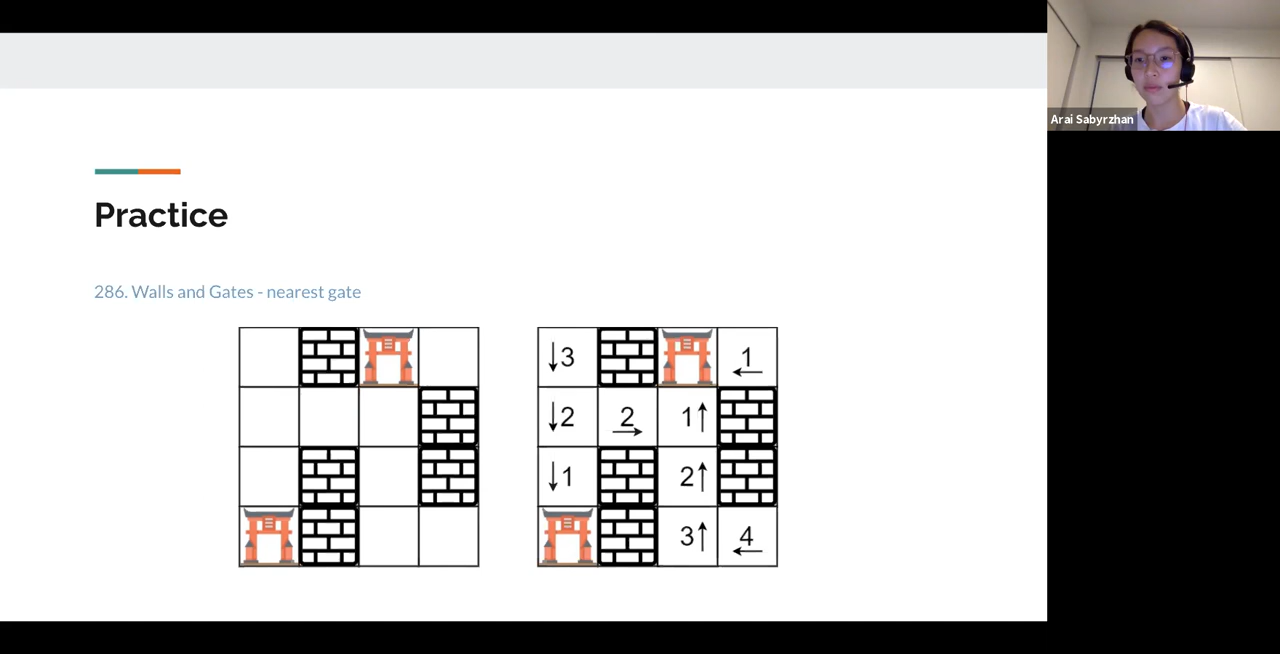 Arai Sabyrzhan
Practice
286. Walls and Gates - nearest gate
↓3 1 ←
↓2 2 → 1↑
↓1 2↑
3↑ 4 ←